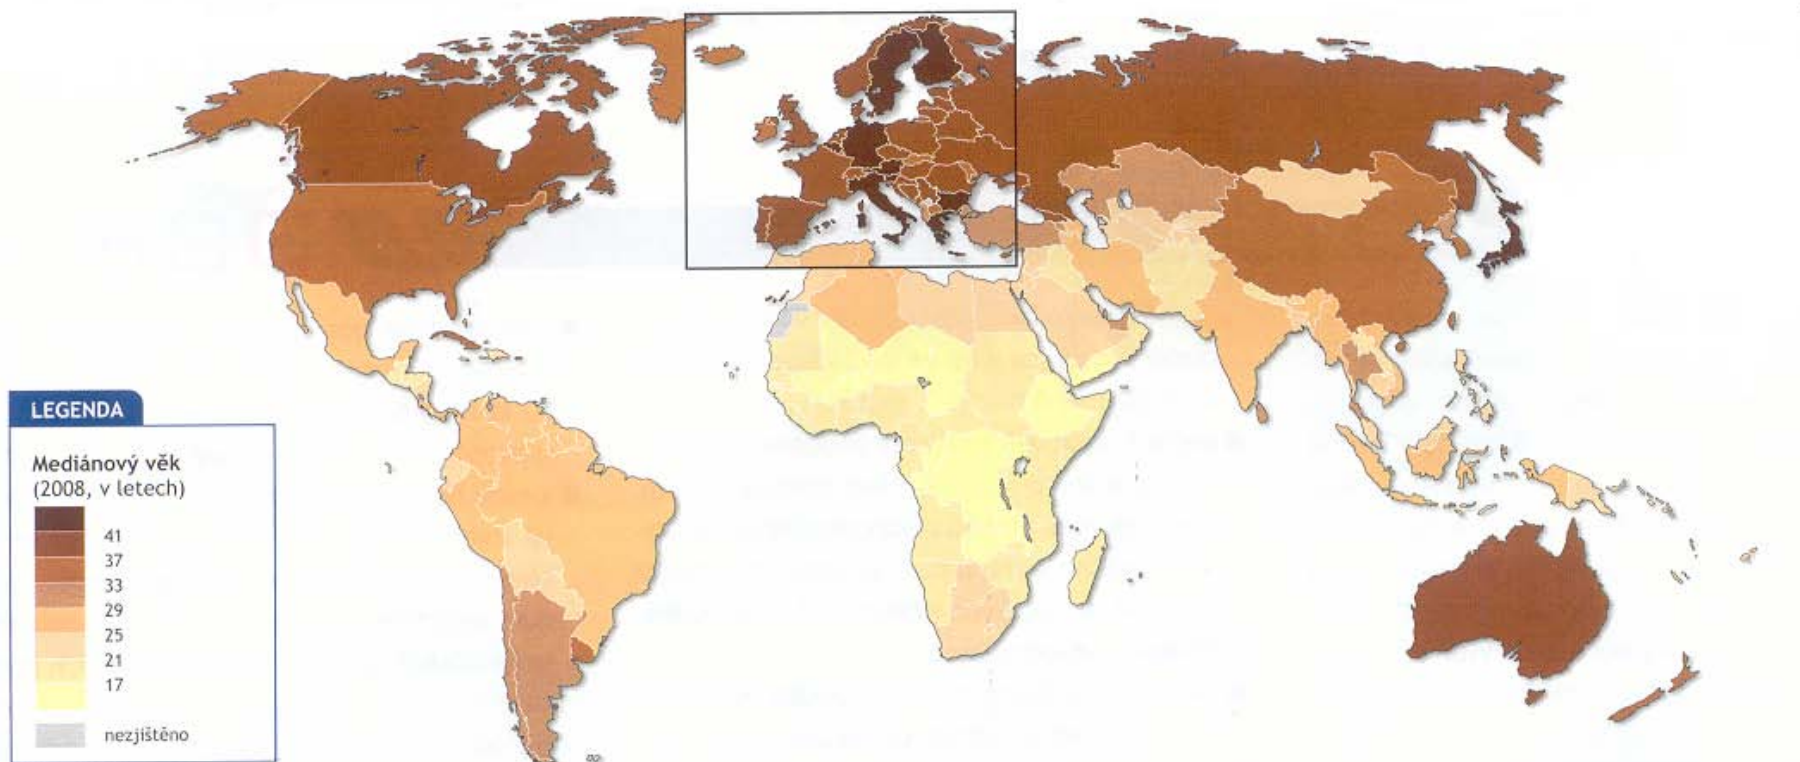 LEGENDA
Mediánový věk
(2008, v letech)
41
37
33
29
25
21
17
nezjištěno